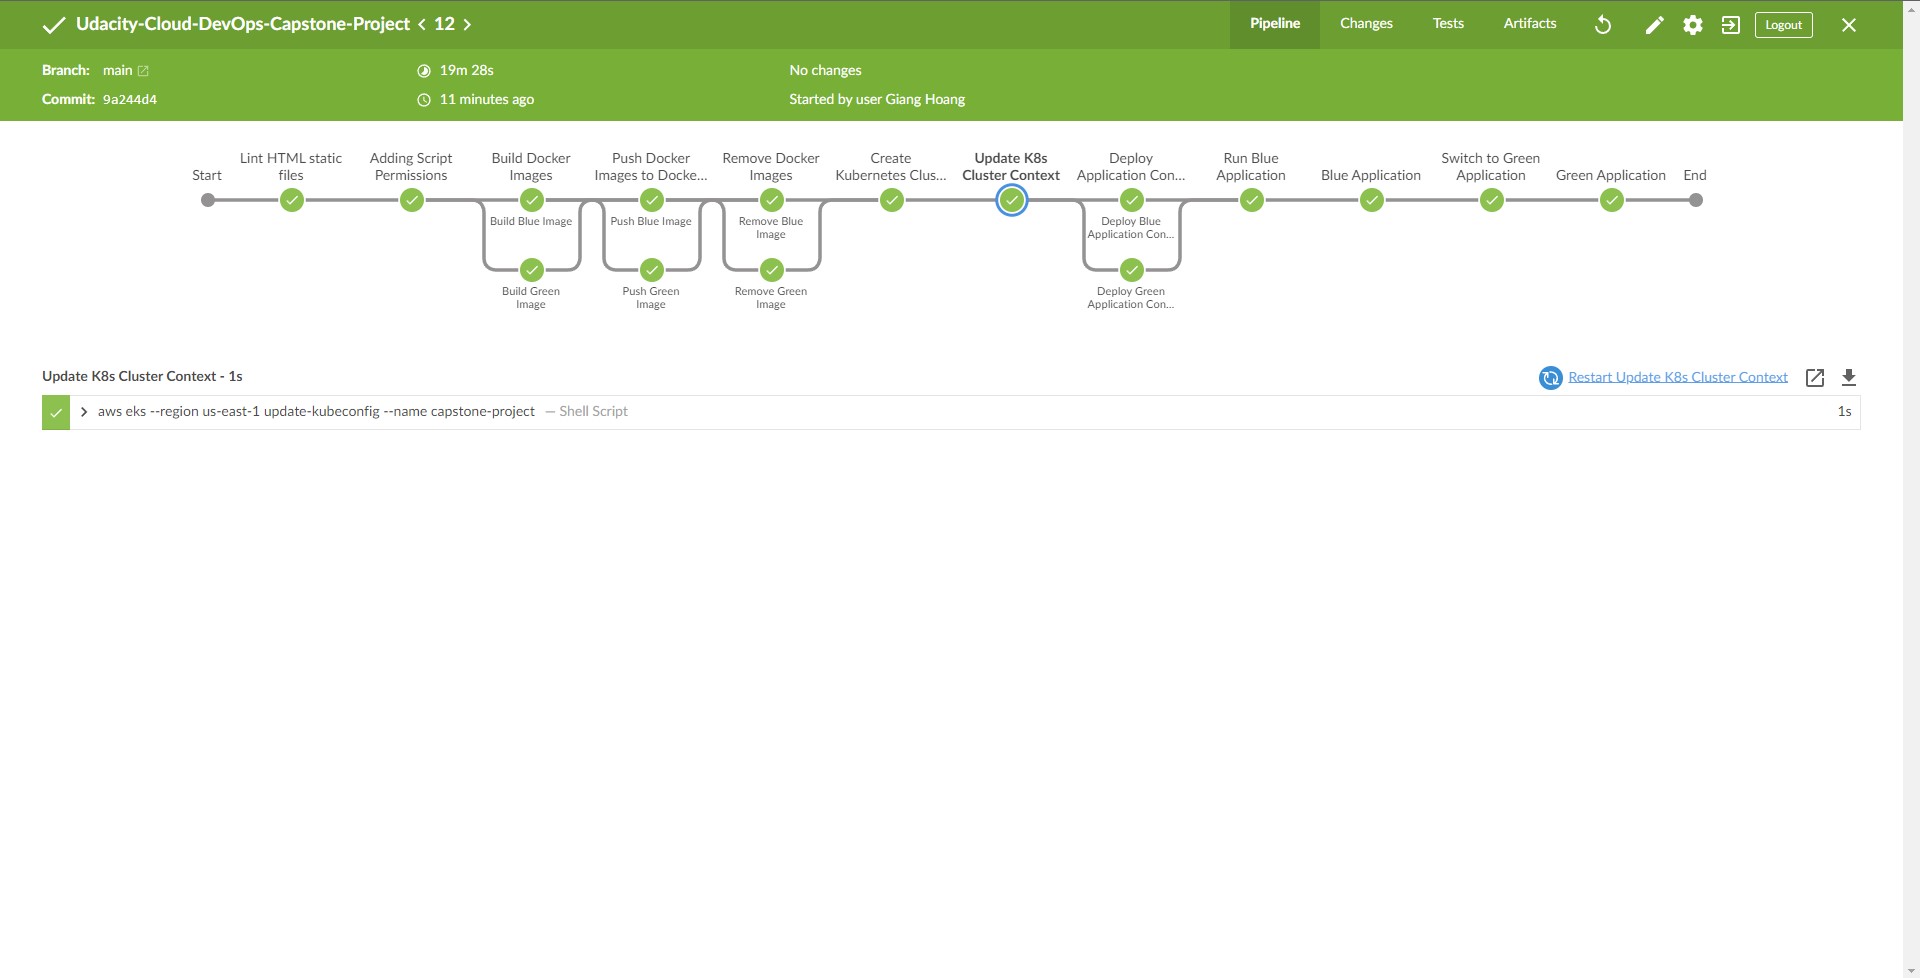 Udacity-Cloud-DevOps-Capstone-Project < 12 >
Pipeline
Changes
Tests
Artifacts
Logout
Branch: main
19m 28s
No changes
Commit: 9a244d4
11 minutes ago
Started by user Giang Hoang
Start
Lint HTML static
files
Adding Script
Permissions
Build Docker
Images
Push Docker
Images to Docke...
Remove Docker
Images
Create
Kubernetes Clus...
Update K8s
Cluster Context
Deploy
Application Con...
Run Blue
Application
Blue Application
Switch to Green
Application
Green Application
End
Build Blue Image
Push Blue Image
Remove Blue
Image
Deploy Blue
Application Con...
Build Green
Image
Push Green
Image
Remove Green
Image
Deploy Green
Application Con...
Update K8s Cluster Context - 1s
Restart Update K8s Cluster Context
aws eks --region us-east-1 update-kubeconfig --name capstone-project — Shell Script
1s